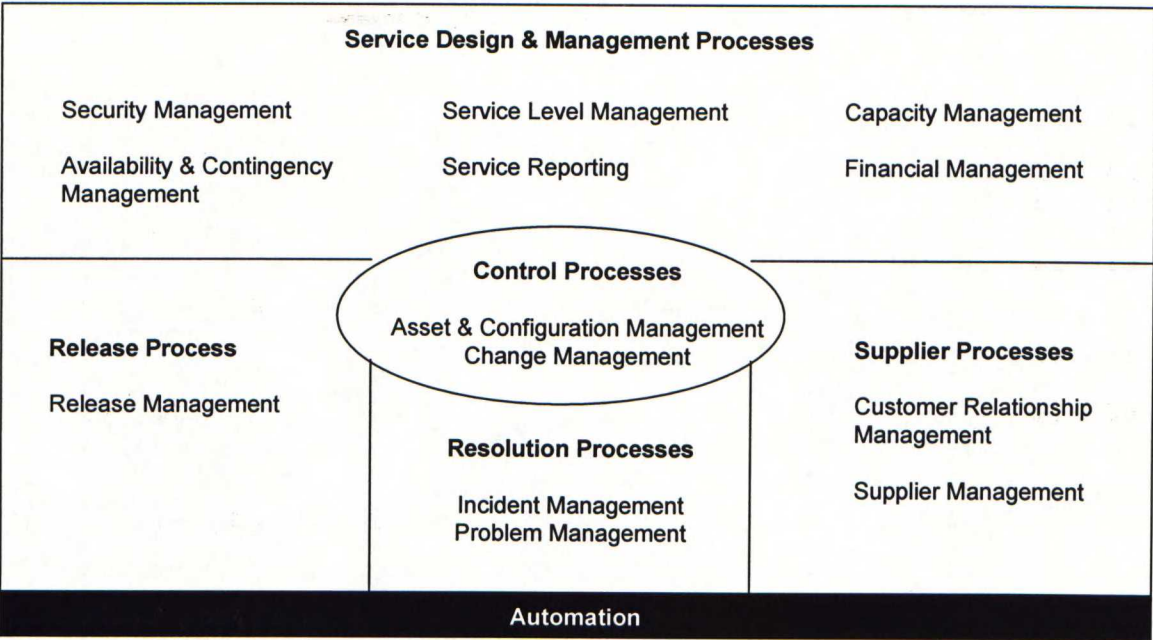 Service Design & Management Processes
Security Management
Availability & Contingency
Management
Service Level Management
Service Reporting
Capacity Management
Financial Management
Control Processes
Asset & Configuration Management
Change Management
Release Process
Release Management
Resolution Processes
Incident Management
Problem Management
Supplier Processes
Customer Relationship
Management
Supplier Management
Automation